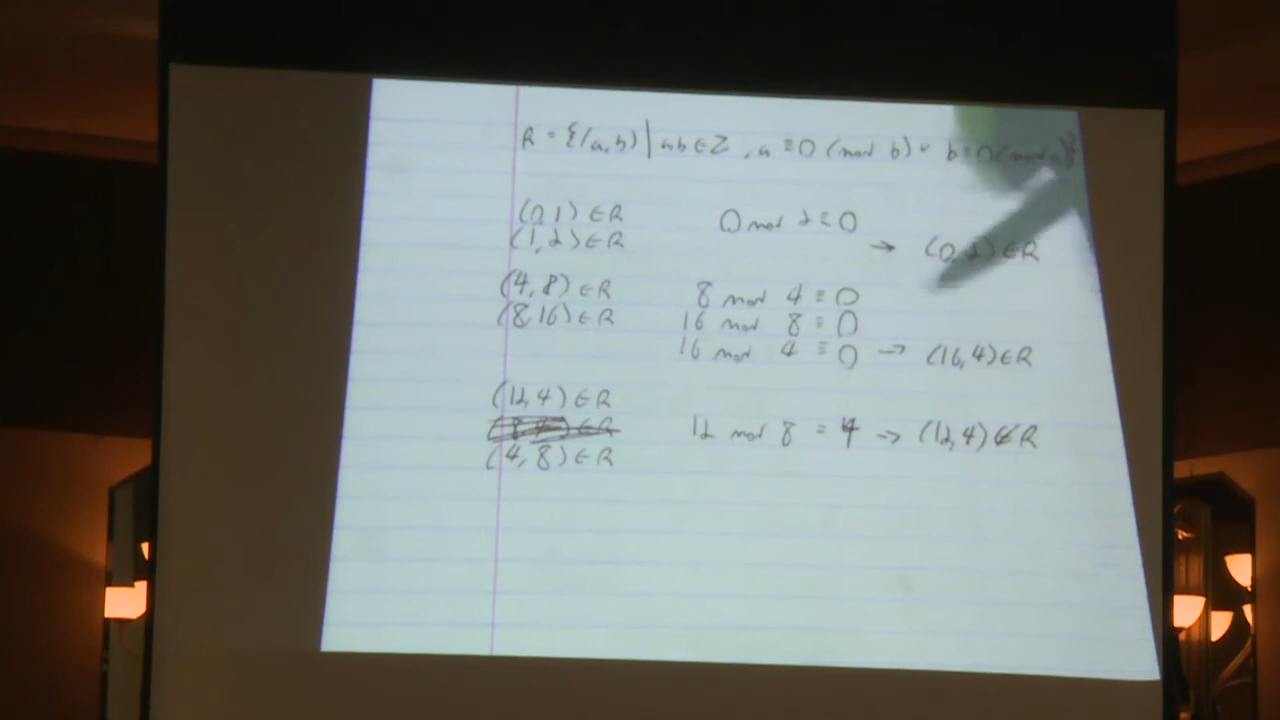 R = {(a,b) | ab ∈ Z, a ≡ 0 (mod b) ∨ b ≡ 0 (mod a)}
(0,1) ∈ R
0 mod 2 ≡ 0
(1,2) ∈ R
→ (0,2) ∈ R
(4,8) ∈ R
8 mod 4 ≡ 0
(8,16) ∈ R
16 mod 8 ≡ 0
16 mod 4 ≡ 0 → (16,4) ∈ R
(12,4) ∈ R
12 mod 8 = 4 → (12,4) ∉ R
(4,8) ∈ R